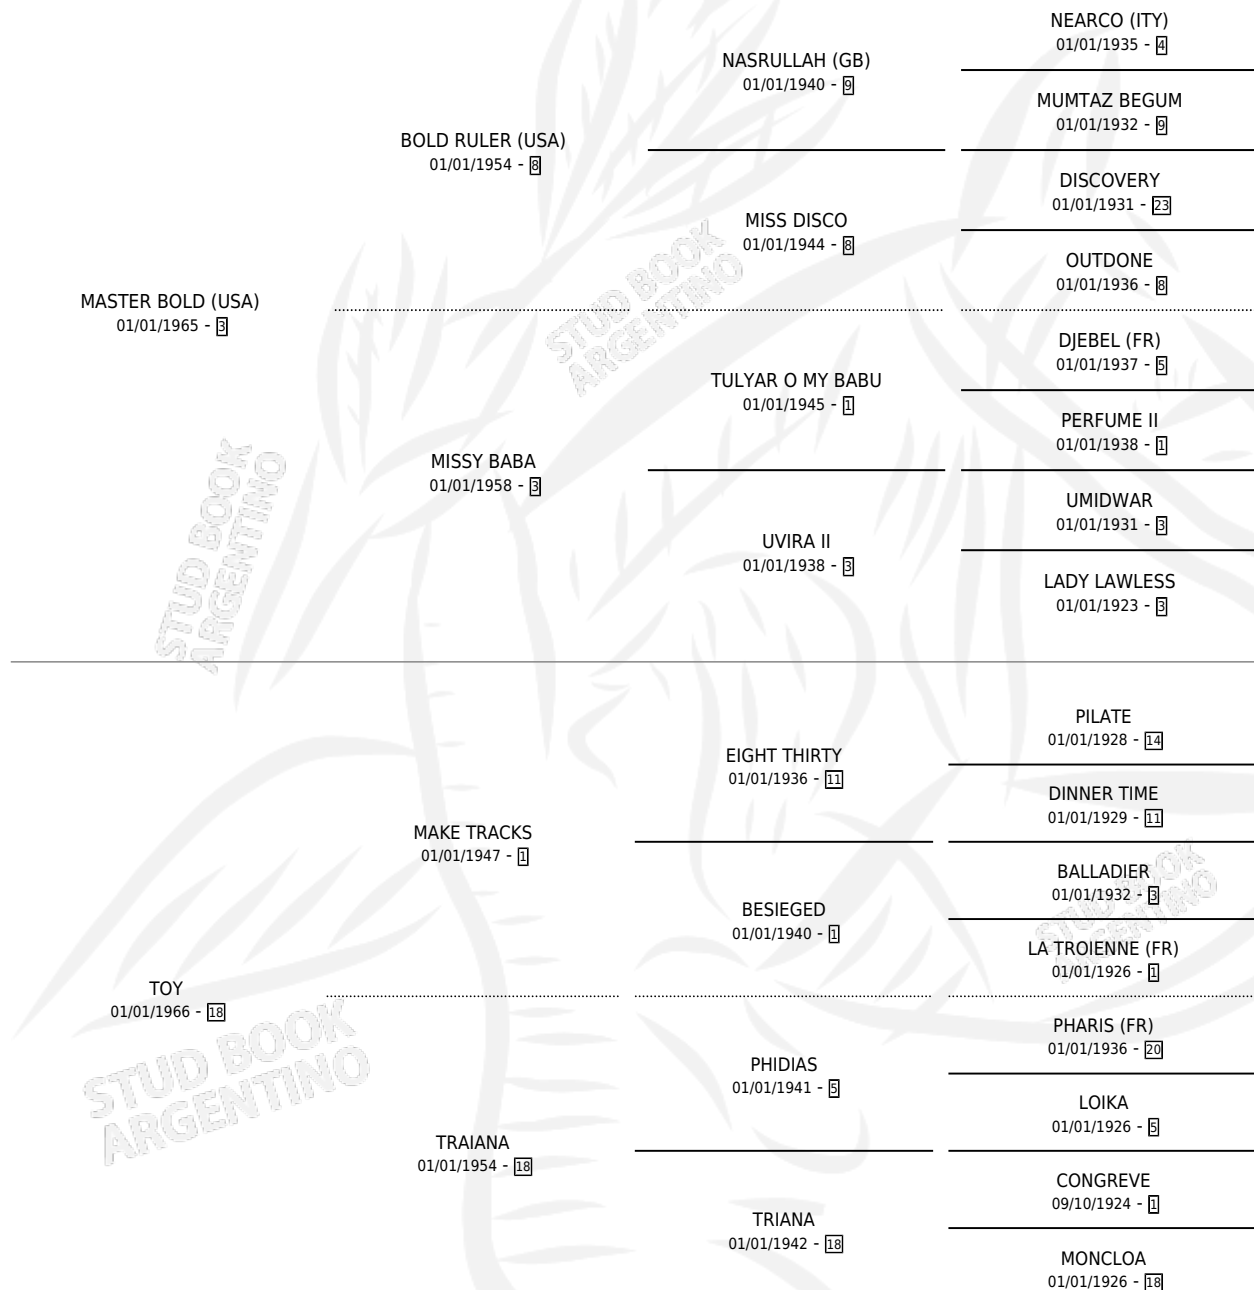 NEARCO (ITY)
01/01/1935 - 4
NASRULLAH (GB)
01/01/1940 - 9
MUMTAZ BEGUM
01/01/1932 - 9
BOLD RULER (USA)
01/01/1954 - 8
DISCOVERY
01/01/1931 - 23
MISS DISCO
01/01/1944 - 8
OUTDONE
01/01/1936 - 8
MASTER BOLD (USA)
01/01/1965 - 3
STUD BOOK
ARGENTINO
DJEBEL (FR)
01/01/1937 - 5
TULYAR O MY BABU
01/01/1945 - 1
PERFUME II
01/01/1938 - 1
MISSY BABA
01/01/1958 - 3
UMIDWAR
01/01/1931 - 3
UVIRA II
01/01/1938 - 3
LADY LAWLESS
01/01/1923 - 3
STUD BOOK
ARGENTINO
PILATE
01/01/1928 - 14
EIGHT THIRTY
01/01/1936 - 11
DINNER TIME
01/01/1929 - 11
MAKE TRACKS
01/01/1947 - 1
BALLADIER
01/01/1932 - 3
BESIEGED
01/01/1940 - 1
LA TROIENNE (FR)
01/01/1926 - 1
STUD BOOK
ARGENTINO
TOY
01/01/1966 - 18
PHARIS (FR)
01/01/1936 - 20
PHIDIAS
01/01/1941 - 5
LOIKA
01/01/1926 - 5
STUD BOOK
ARGENTINO
TRAIANA
01/01/1954 - 18
CONGREVE
09/10/1924 - 1
TRIANA
01/01/1942 - 18
MONCLOA
01/01/1926 - 18